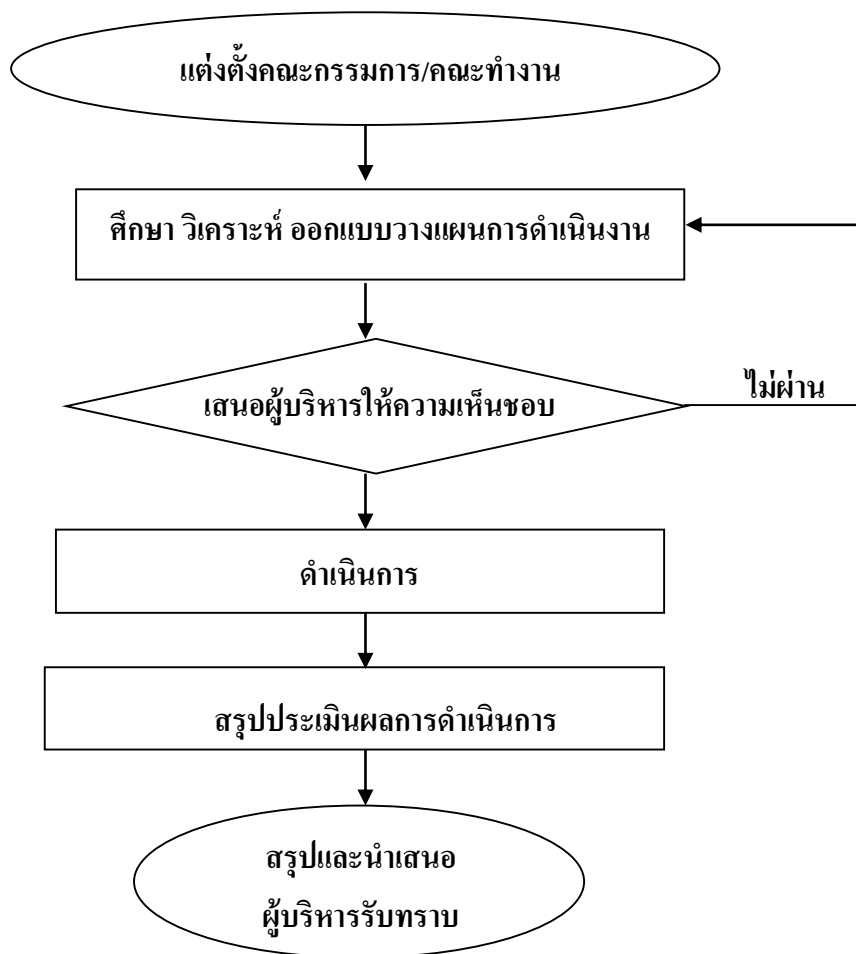 แต่งตั้งคณะกรรมการ/คณะทำงาน
ศึกษา วิเคราะห์ ออกแบบวางแผนการดำเนินงาน
เสนอผู้บริหารให้ความเห็นชอบ
ไม่ผ่าน
ดำเนินการ
สรุปประเมินผลการดำเนินการ
สรุปและนำเสนอ
ผู้บริหารรับทราบ